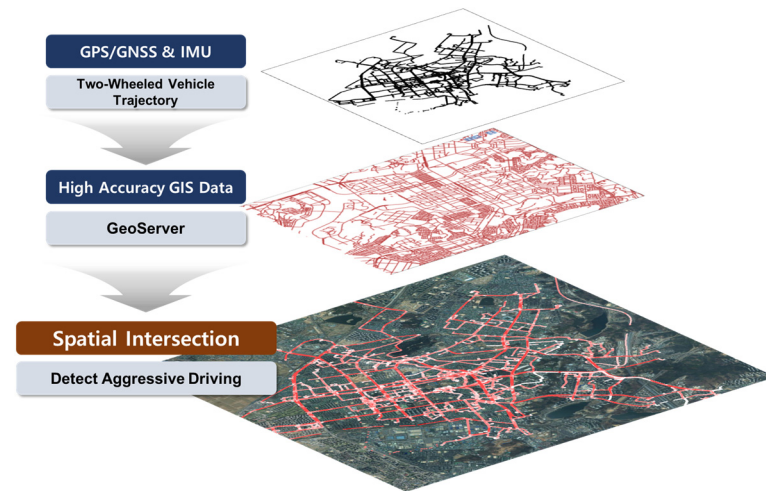 GPS/GNSS & IMU
Two-Wheeled Vehicle
Trajectory
High Accuracy GIS Data
GeoServer
Spatial Intersection
Detect Aggressive Driving